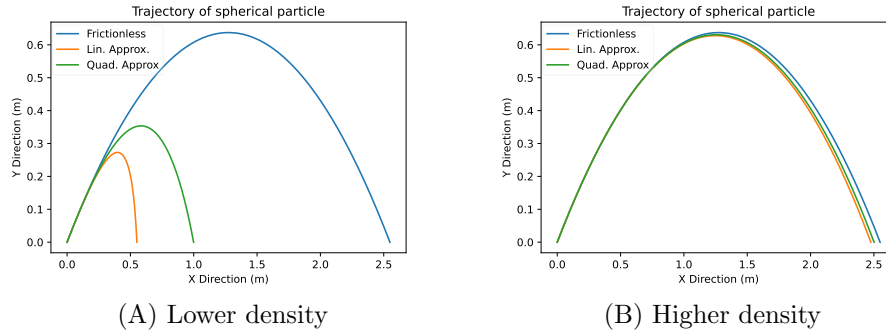 Trajectory of spherical particle
Frictionless
Lin. Approx.
Quad. Approx
Y Direction (m)
0.6
0.5
0.4
0.3
0.2
0.1
0.0
0.0 0.5 1.0 1.5 2.0 2.5
X Direction (m)
(A) Lower density
Trajectory of spherical particle
Frictionless
Lin. Approx.
Quad. Approx
Y Direction (m)
0.6
0.5
0.4
0.3
0.2
0.1
0.0
0.0 0.5 1.0 1.5 2.0 2.5
X Direction (m)
(B) Higher density